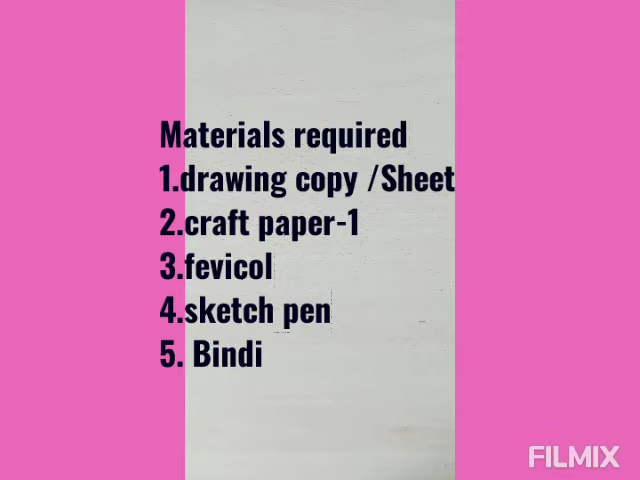 Materials required
1.drawing copy /Sheet
2.craft paper-1
3.fevicol
4.sketch pen
5. Bindi
FILMIX